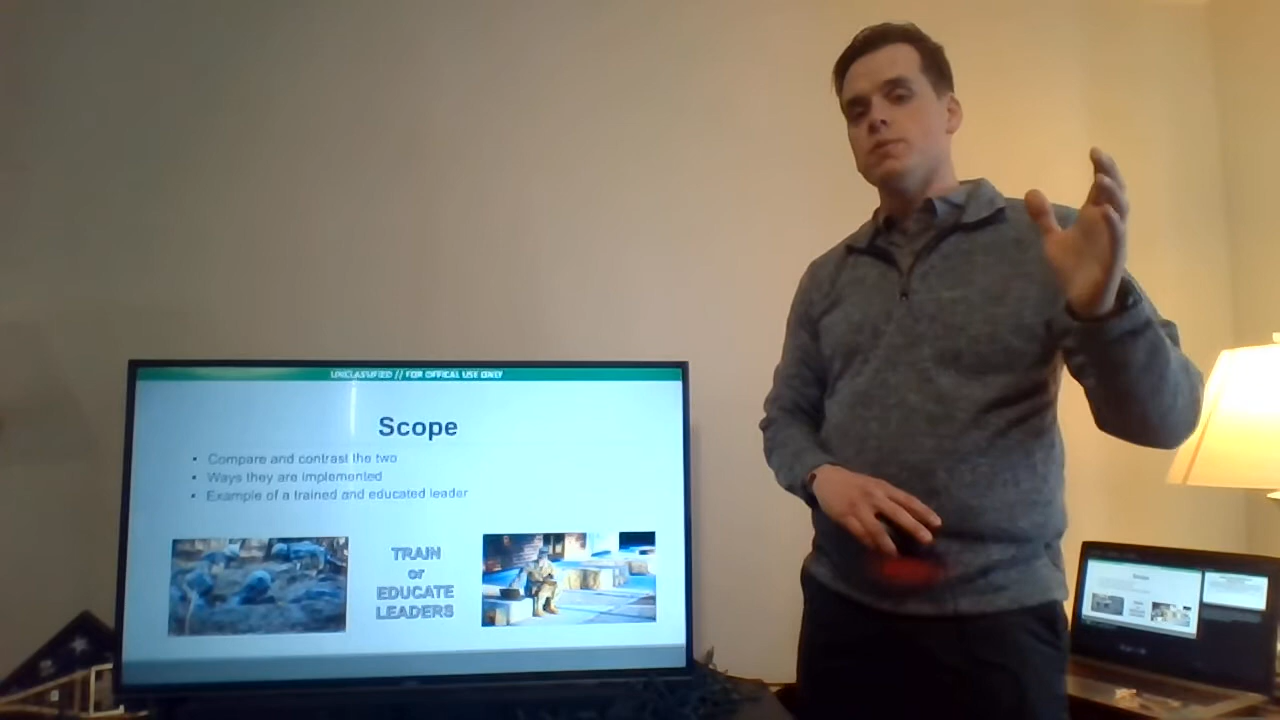 UNCLASSIFIED // FOR OFFICAL USE ONLY
Scope
Compare and contrast the two
Ways they are implemented
Example of a trained and educated leader
TRAIN
or
EDUCATE
LEADERS
Scope